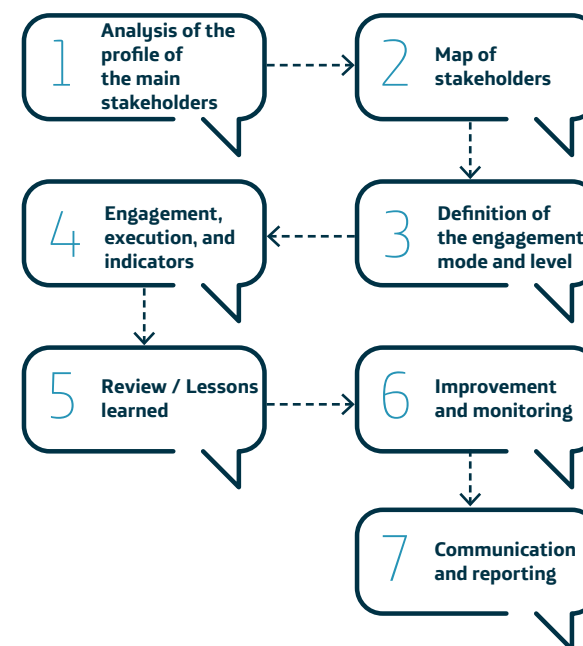 1
Analysis of the
profile of
the main
stakeholders
2
Map of
stakeholders
3
Definition of
the engagement
mode and level
4
Engagement,
execution, and
indicators
5
Review / Lessons
learned
6
Improvement
and monitoring
7
Communication
and reporting